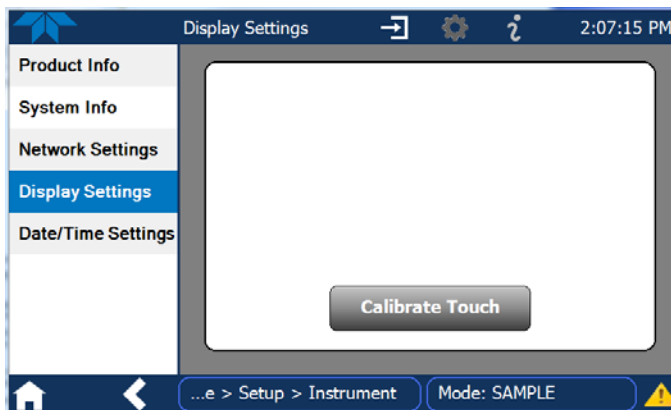 Display Settings 2:07:15 PM
Product Info
System Info
Network Settings
Display Settings
Date/Time Settings
Calibrate Touch
...e > Setup > Instrument Mode: SAMPLE